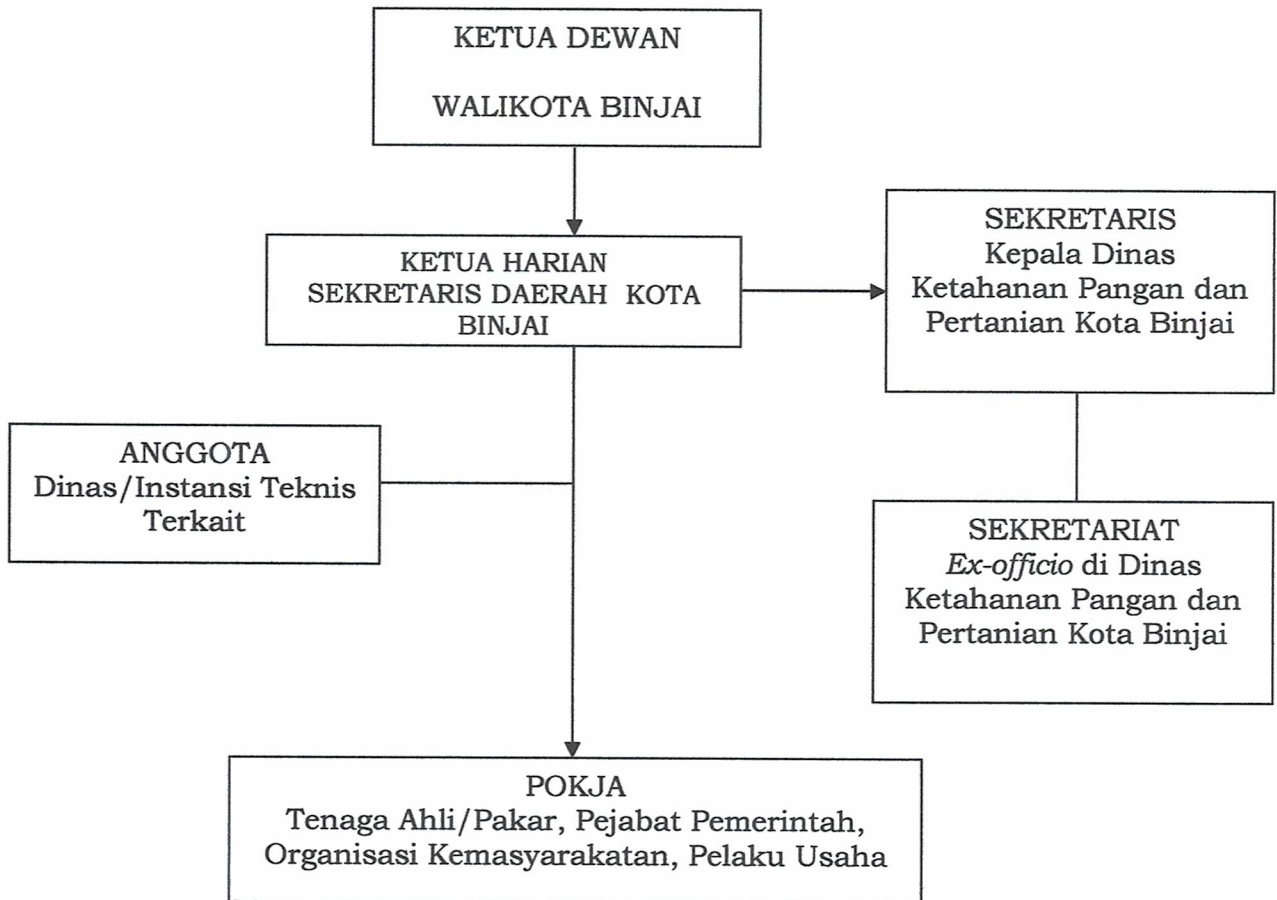 KETUA DEWAN
WALIKOTA BINJAI
KETUA HARIAN
SEKRETARIS DAERAH KOTA
BINJAI
SEKRETARIS
Kepala Dinas
Ketahanan Pangan dan
Pertanian Kota Binjai
ANGGOTA
Dinas/Instansi Teknis
Terkait
SEKRETARIAT
Ex-officio di Dinas
Ketahanan Pangan dan
Pertanian Kota Binjai
POKJA
Tenaga Ahli/Pakar, Pejabat Pemerintah,
Organisasi Kemasyarakatan, Pelaku Usaha